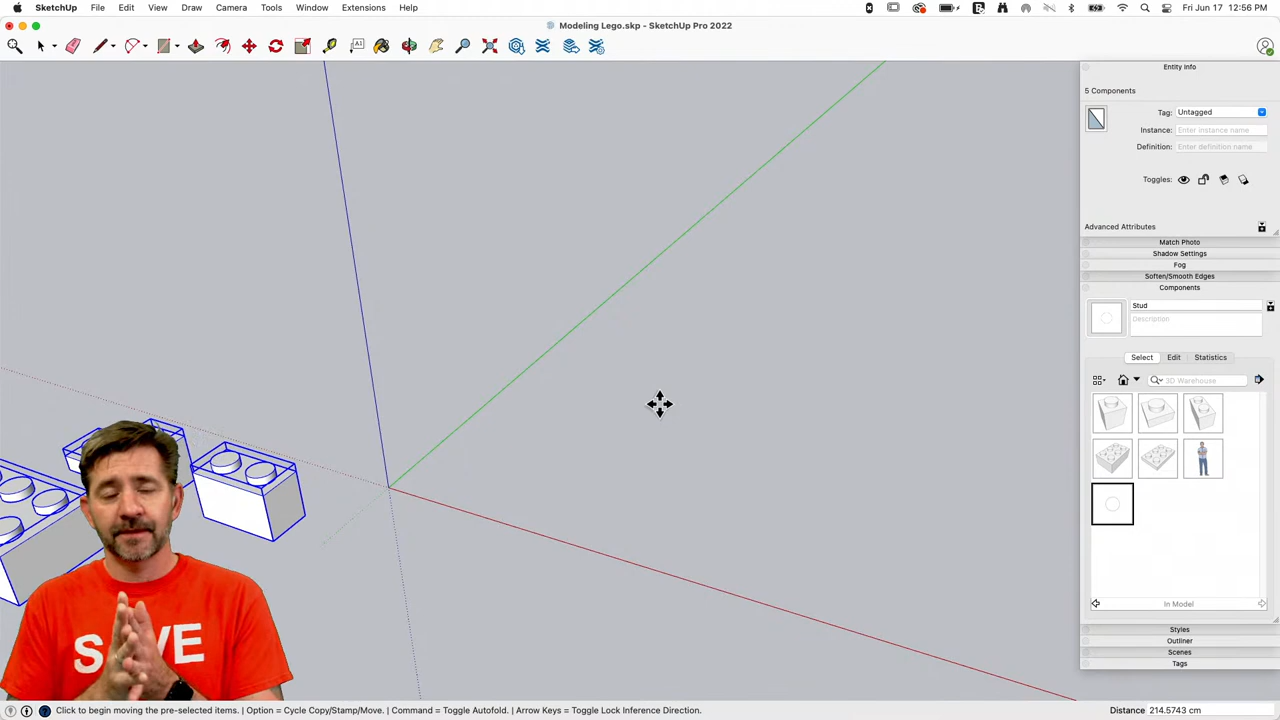 SketchUp File Edit View Draw Camera Tools Window Extensions Help Fri Jun 17 12:56 PM
Modeling Lego.skp - SketchUp Pro 2022
Entity Info
5 Components
Tag: Untagged
Instance: Enter instance name
Definition: Enter definition name
Toggles:
Advanced Attributes
Match Photo
Shadow Settings
Fog
Soften/Smooth Edges
Components
Stud
Description
Select Edit Statistics
3D Warehouse
In Model
Styles
Outliner
Scenes
Tags
SAVE
Click to begin moving the pre-selected items. | Option = Cycle Copy/Stamp/Move. | Command = Toggle Autofold. | Arrow Keys = Toggle Lock Inference Direction. Distance 214.5743 cm